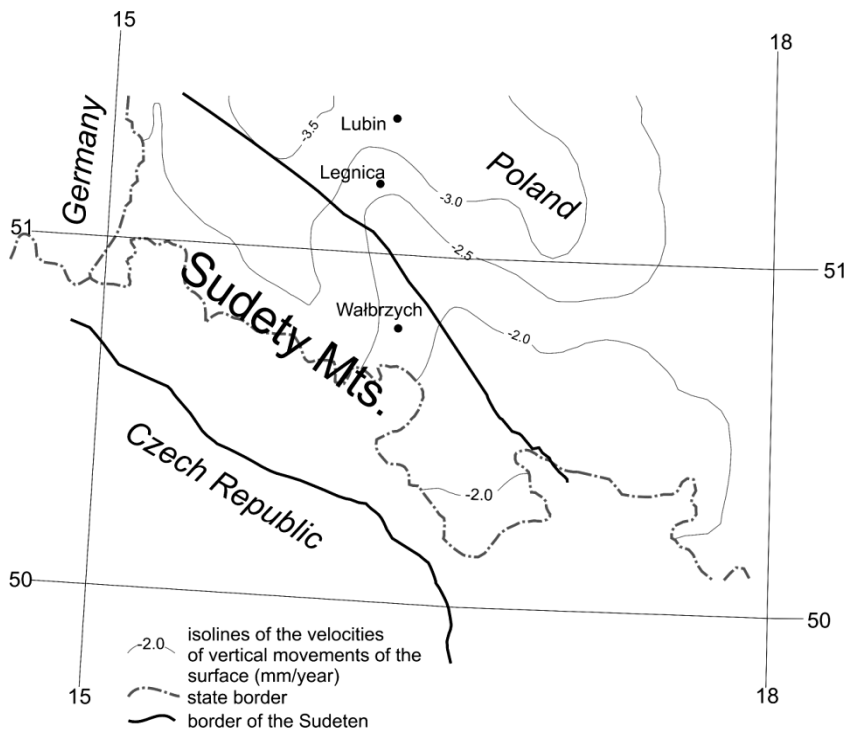 15
18
Germany
-3.5
Lubin
Legnica
-3.0
Poland
51
-2.5
51
Sudety Mts.
Wałbrzych
-2.0
Czech Republic
-2.0
50
50
-2.0 isolines of the velocities
of vertical movements of the
surface (mm/year)
state border
border of the Sudeten
15
18